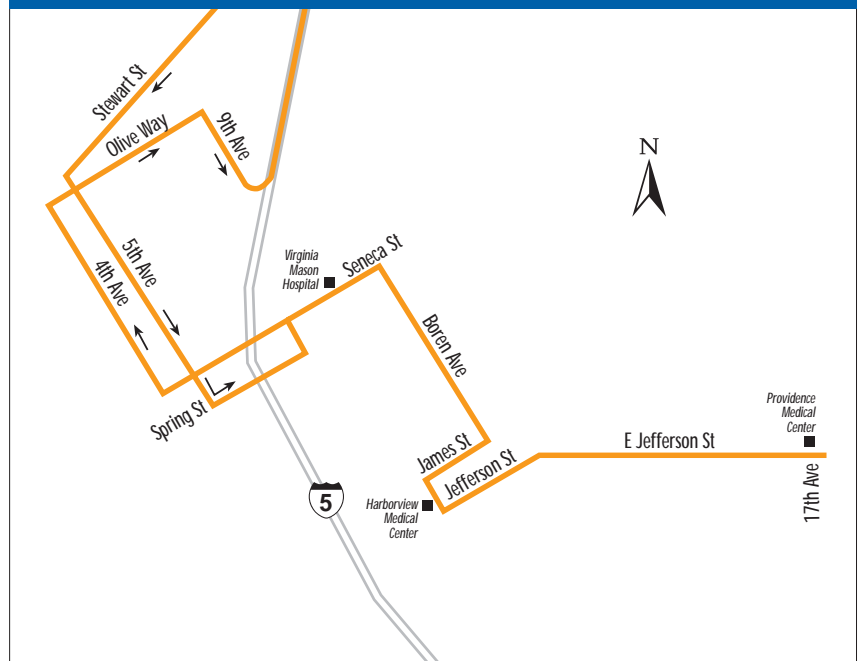 Stewart St
Olive Way
9th Ave
N
5th Ave
4th Ave
Virginia
Mason
Hospital
Seneca St
Boren Ave
Spring St
Providence
Medical
Center
E Jefferson St
James St
Jefferson St
17th Ave
5
Harborview
Medical
Center